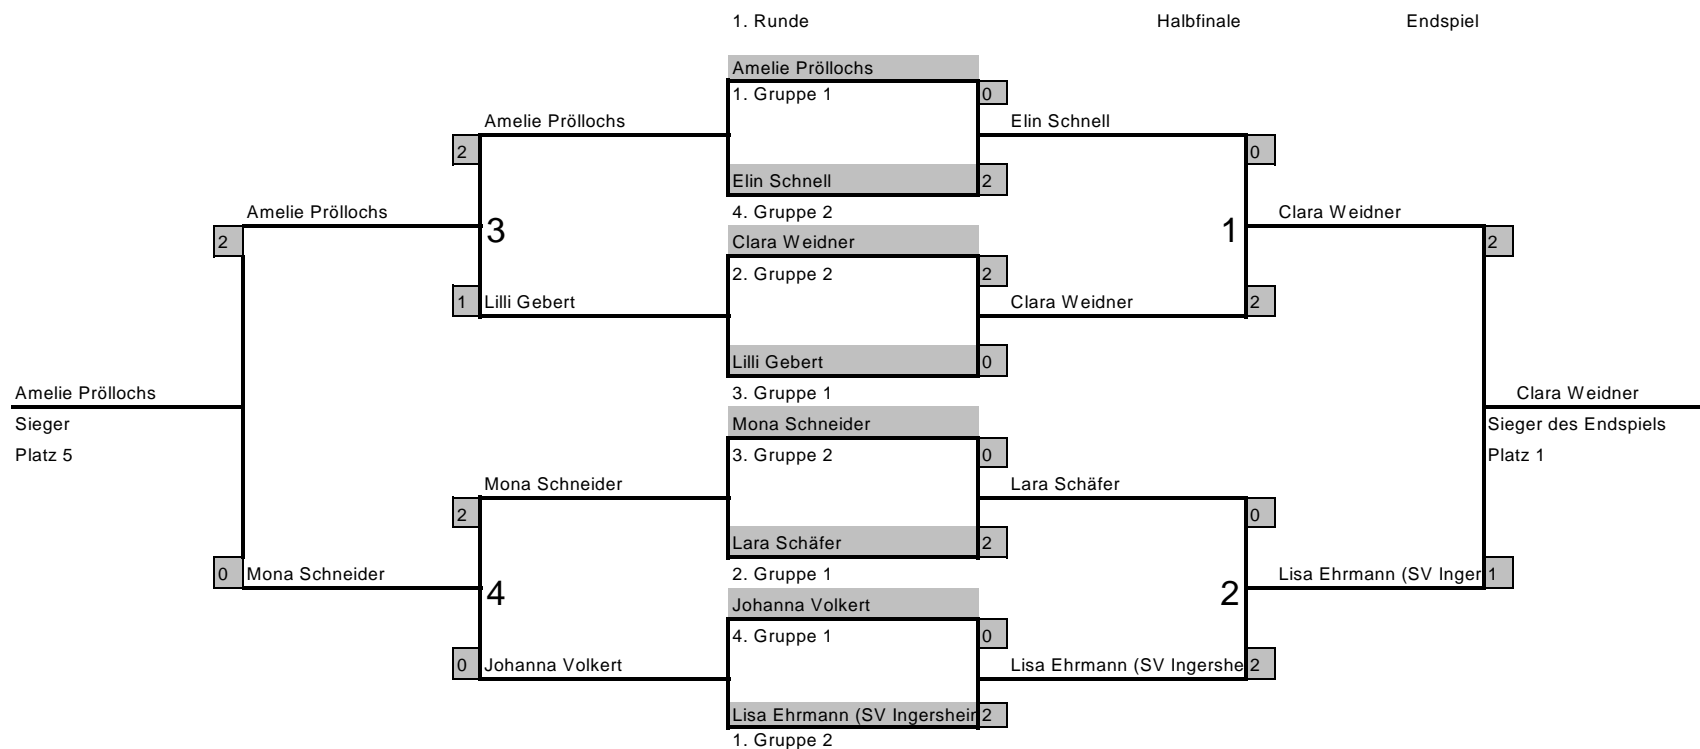 1. Runde Halbfinale Endspiel
Amelie Pröllochs
1. Gruppe 1 0
Amelie Pröllochs Elin Schnell
2 0
Elin Schnell 2
Amelie Pröllochs 4. Gruppe 2 Clara Weidner
2 3 Clara Weidner 1 2
2. Gruppe 2 2
1 Lilli Gebert Clara Weidner 2
Lilli Gebert 0
Amelie Pröllochs 3. Gruppe 1 Clara Weidner
Sieger Mona Schneider Sieger des Endspiels
Platz 5 3. Gruppe 2 0 Platz 1
Mona Schneider Lara Schäfer
2 0
Lara Schäfer 2
0 Mona Schneider 2. Gruppe 1 Lisa Ehrmann (SV Inger 1
4 Johanna Volkert 2
4. Gruppe 1 0
0 Johanna Volkert Lisa Ehrmann (SV Ingershe 2
Lisa Ehrmann (SV Ingersheim 2
1. Gruppe 2